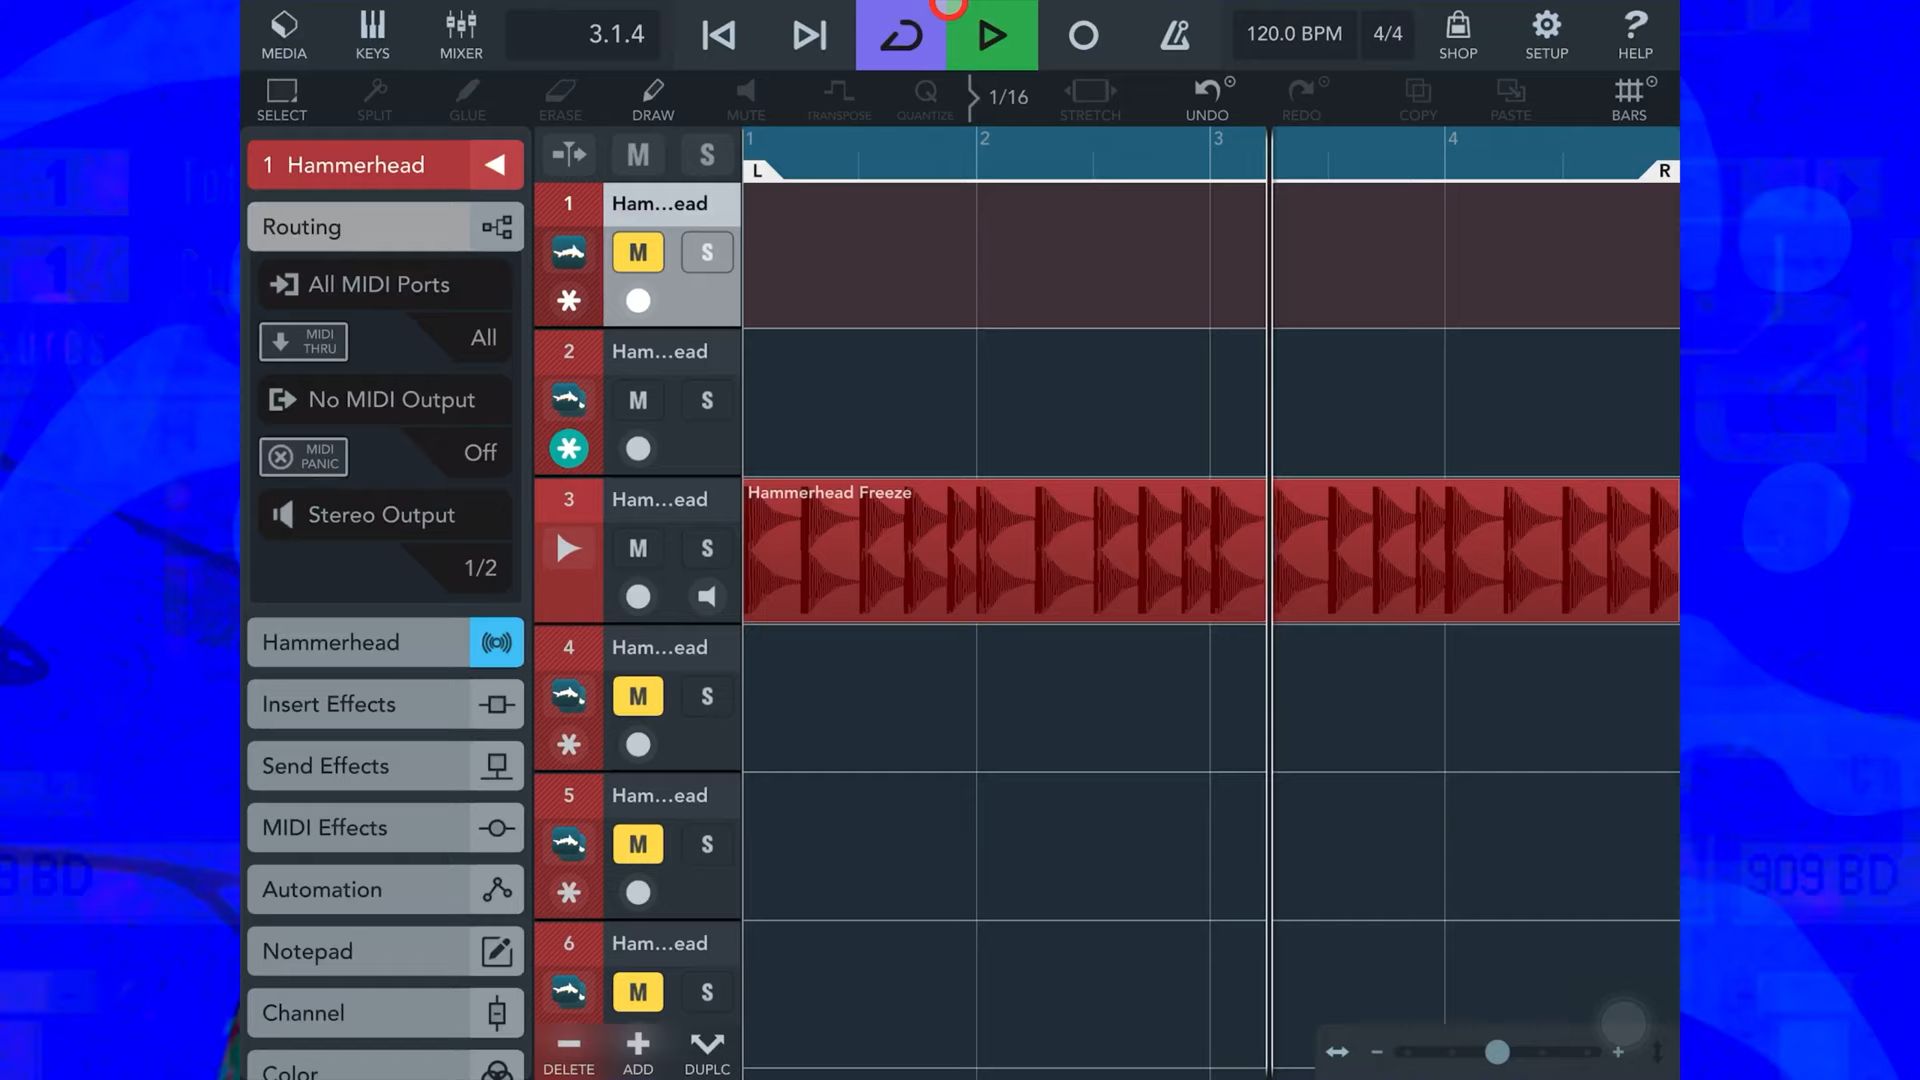 MEDIA
KEYS
MIXER
3.1.4
120.0 BPM
4/4
SHOP
SETUP
HELP
SELECT
SPLIT
GLUE
ERASE
DRAW
MUTE
TRANSPOSE
QUANTIZE
1/16
STRETCH
UNDO
REDO
COPY
PASTE
BARS
1 Hammerhead
M S
1 2 3 4
L R
Routing
All MIDI Ports
MIDI THRU
All
No MIDI Output
MIDI PANIC
Off
Stereo Output
1/2
Hammerhead
Insert Effects
Send Effects
MIDI Effects
Automation
Notepad
Channel
Color
1 Ham...ead
M S
2 Ham...ead
M S
3 Ham...ead
M S
Hammerhead Freeze
4 Ham...ead
M S
5 Ham...ead
M S
6 Ham...ead
M S
DELETE
ADD
DUPLC
909 BD